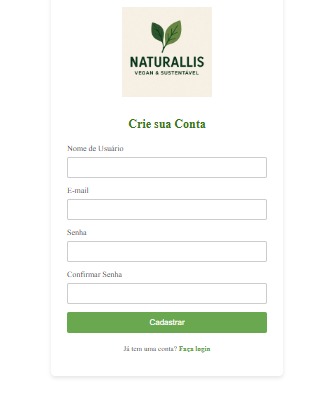 NATURALLIS
VEGAN & SUSTENTÁVEL
Crie sua Conta
Nome de Usuário
E-mail
Senha
Confirmar Senha
Cadastrar
Já tem uma conta? Faça login